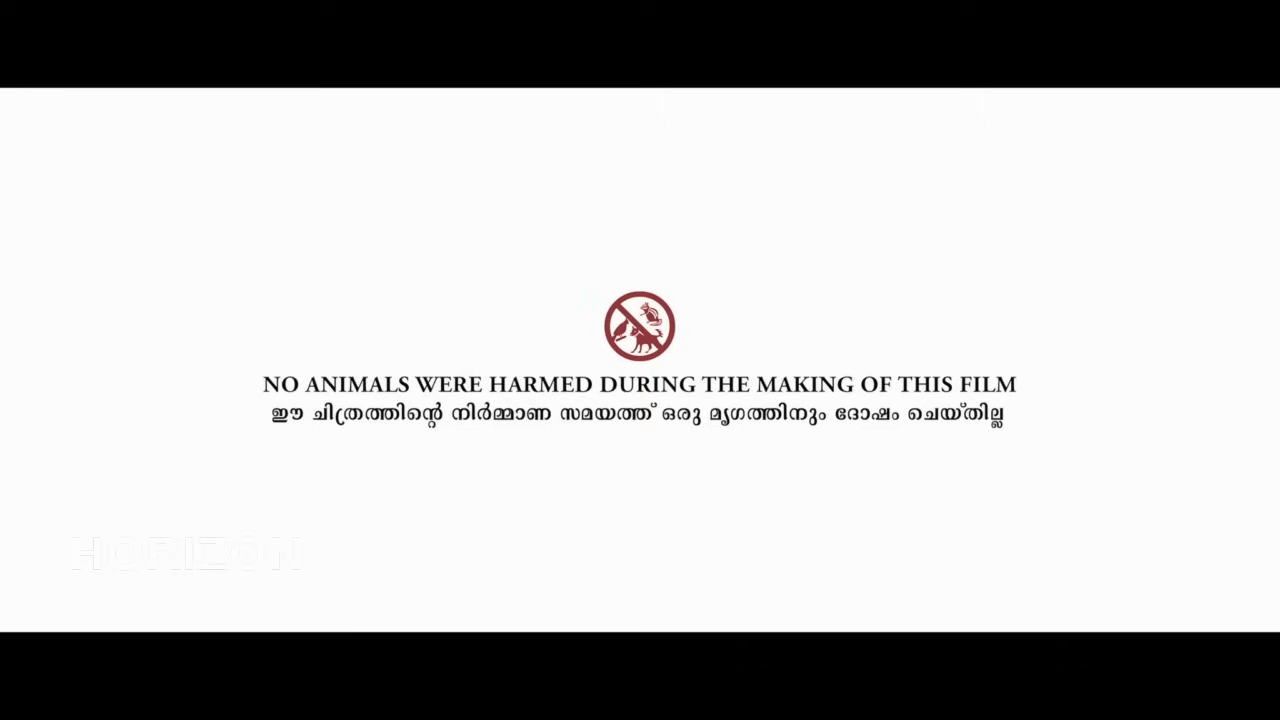 NO ANIMALS WERE HARMED DURING THE MAKING OF THIS FILM
ഈ ചിത്രത്തിന്റെ നിർമ്മാണ സമയത്ത് ഒരു മൃഗത്തിനും ദോഷം ചെയ്തില്ല
HORIZON